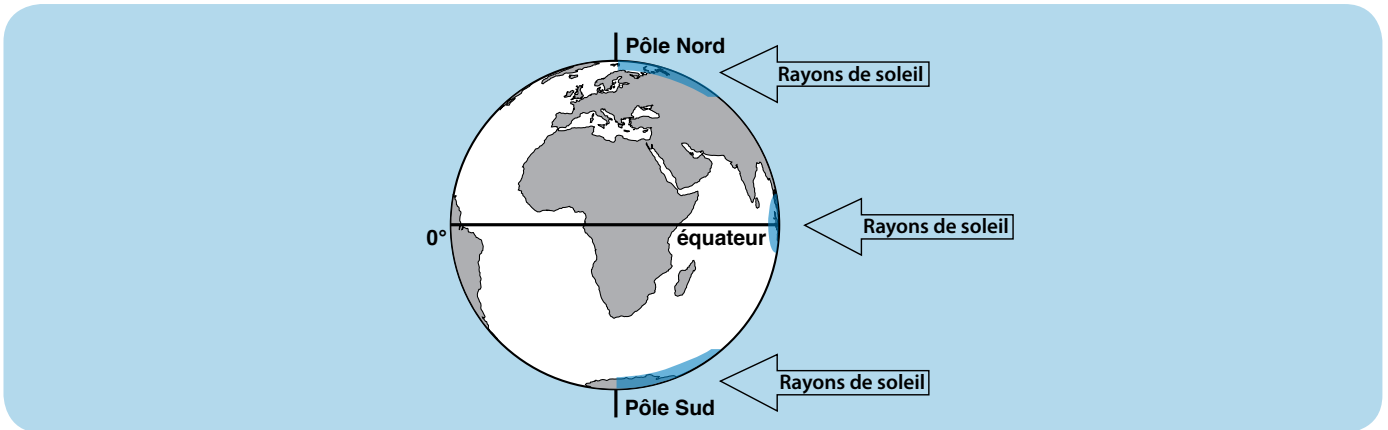 Pôle Nord
Rayons de soleil
Rayons de soleil
0°
équateur
Rayons de soleil
Pôle Sud